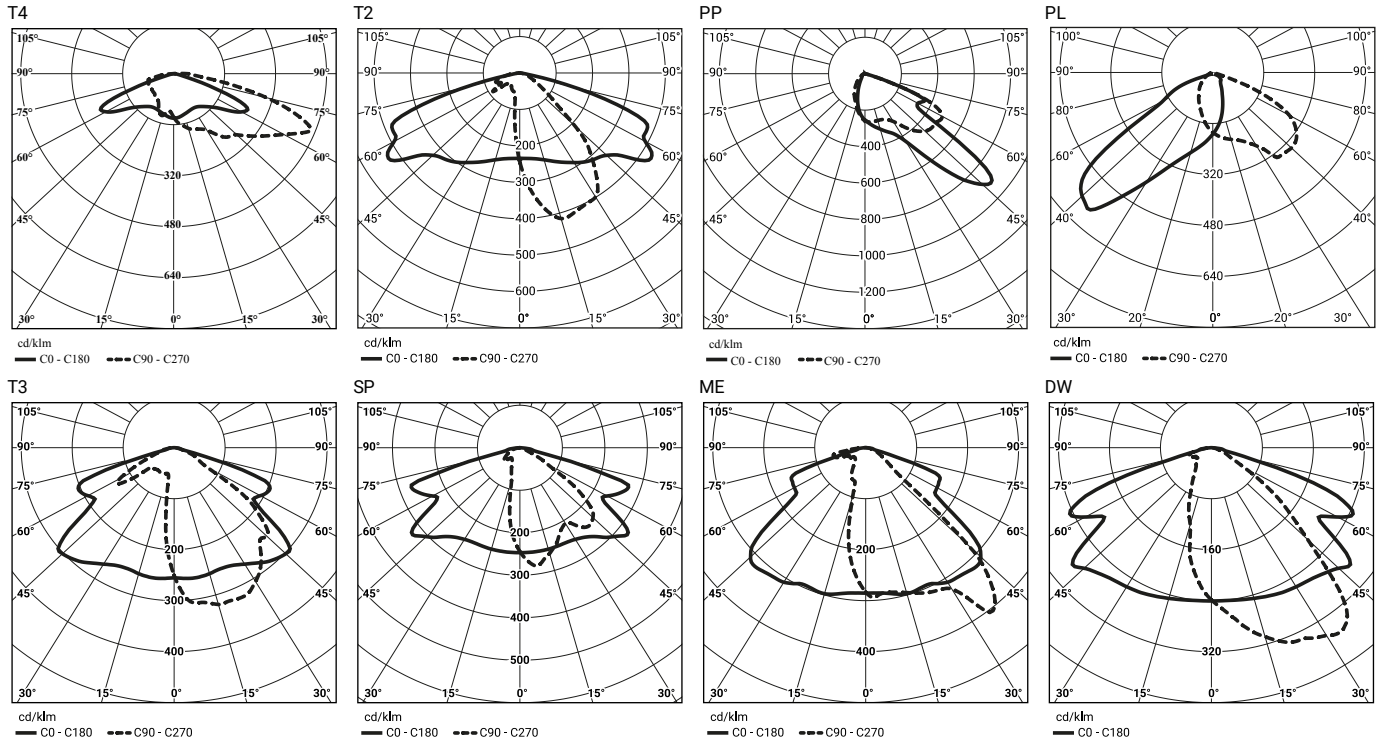 T4
105° 105°
90° 90°
75° 75°
60° 60°
320
45° 480 45°
640
30° 15° 0° 15° 30°
cd/klm
C0 - C180 C90 - C270
T2
105° 105°
90° 90°
75° 75°
200
60° 60°
300
45° 400 45°
500
600
30° 15° 0° 15° 30°
cd/klm
C0 - C180 C90 - C270
PP
105° 105°
90° 90°
75° 75°
400
60° 60°
600
45° 800 45°
1000
1200
30° 15° 0° 15° 30°
cd/klm
C0 - C180 C90 - C270
PL
100° 100°
90° 90°
80° 80°
60° 60°
320
40° 480 40°
640
30° 20° 0° 20° 30°
cd/klm
C0 - C180 C90 - C270
T3
105° 105°
90° 90°
75° 75°
60° 60°
200
45° 300 45°
400
30° 15° 0° 15° 30°
cd/klm
C0 - C180 C90 - C270
SP
105° 105°
90° 90°
75° 75°
60° 200 60°
300
45° 45°
400
500
30° 15° 0° 15° 30°
cd/klm
C0 - C180 C90 - C270
ME
105° 105°
90° 90°
75° 75°
60° 60°
200
45° 45°
400
30° 15° 0° 15° 30°
cd/klm
C0 - C180 C90 - C270
DW
105° 105°
90° 90°
75° 75°
60° 60°
160
45° 45°
320
30° 15° 0° 15° 30°
cd/klm
C0 - C180